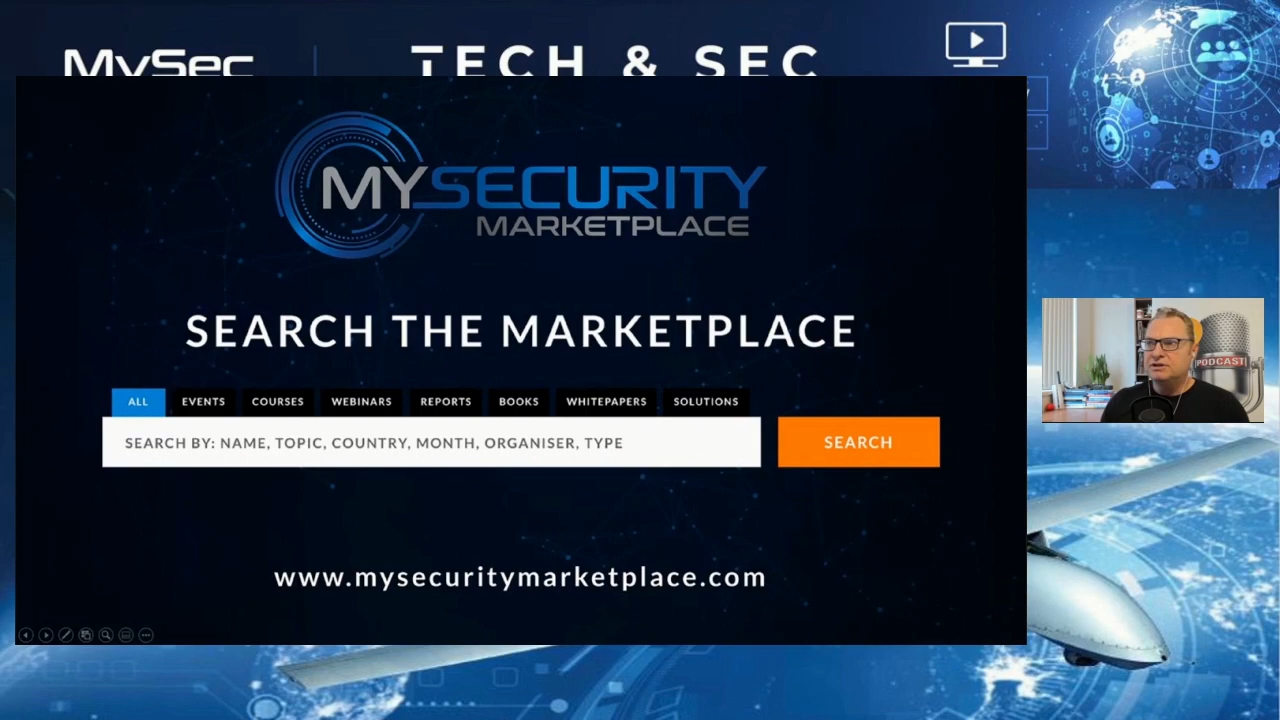 MySec
TECH & SEC
MYSECURITY
MARKETPLACE
SEARCH THE MARKETPLACE
ALL
EVENTS
COURSES
WEBINARS
REPORTS
BOOKS
WHITEPAPERS
SOLUTIONS
SEARCH BY: NAME, TOPIC, COUNTRY, MONTH, ORGANISER, TYPE
SEARCH
PODCAST
www.mysecuritymarketplace.com